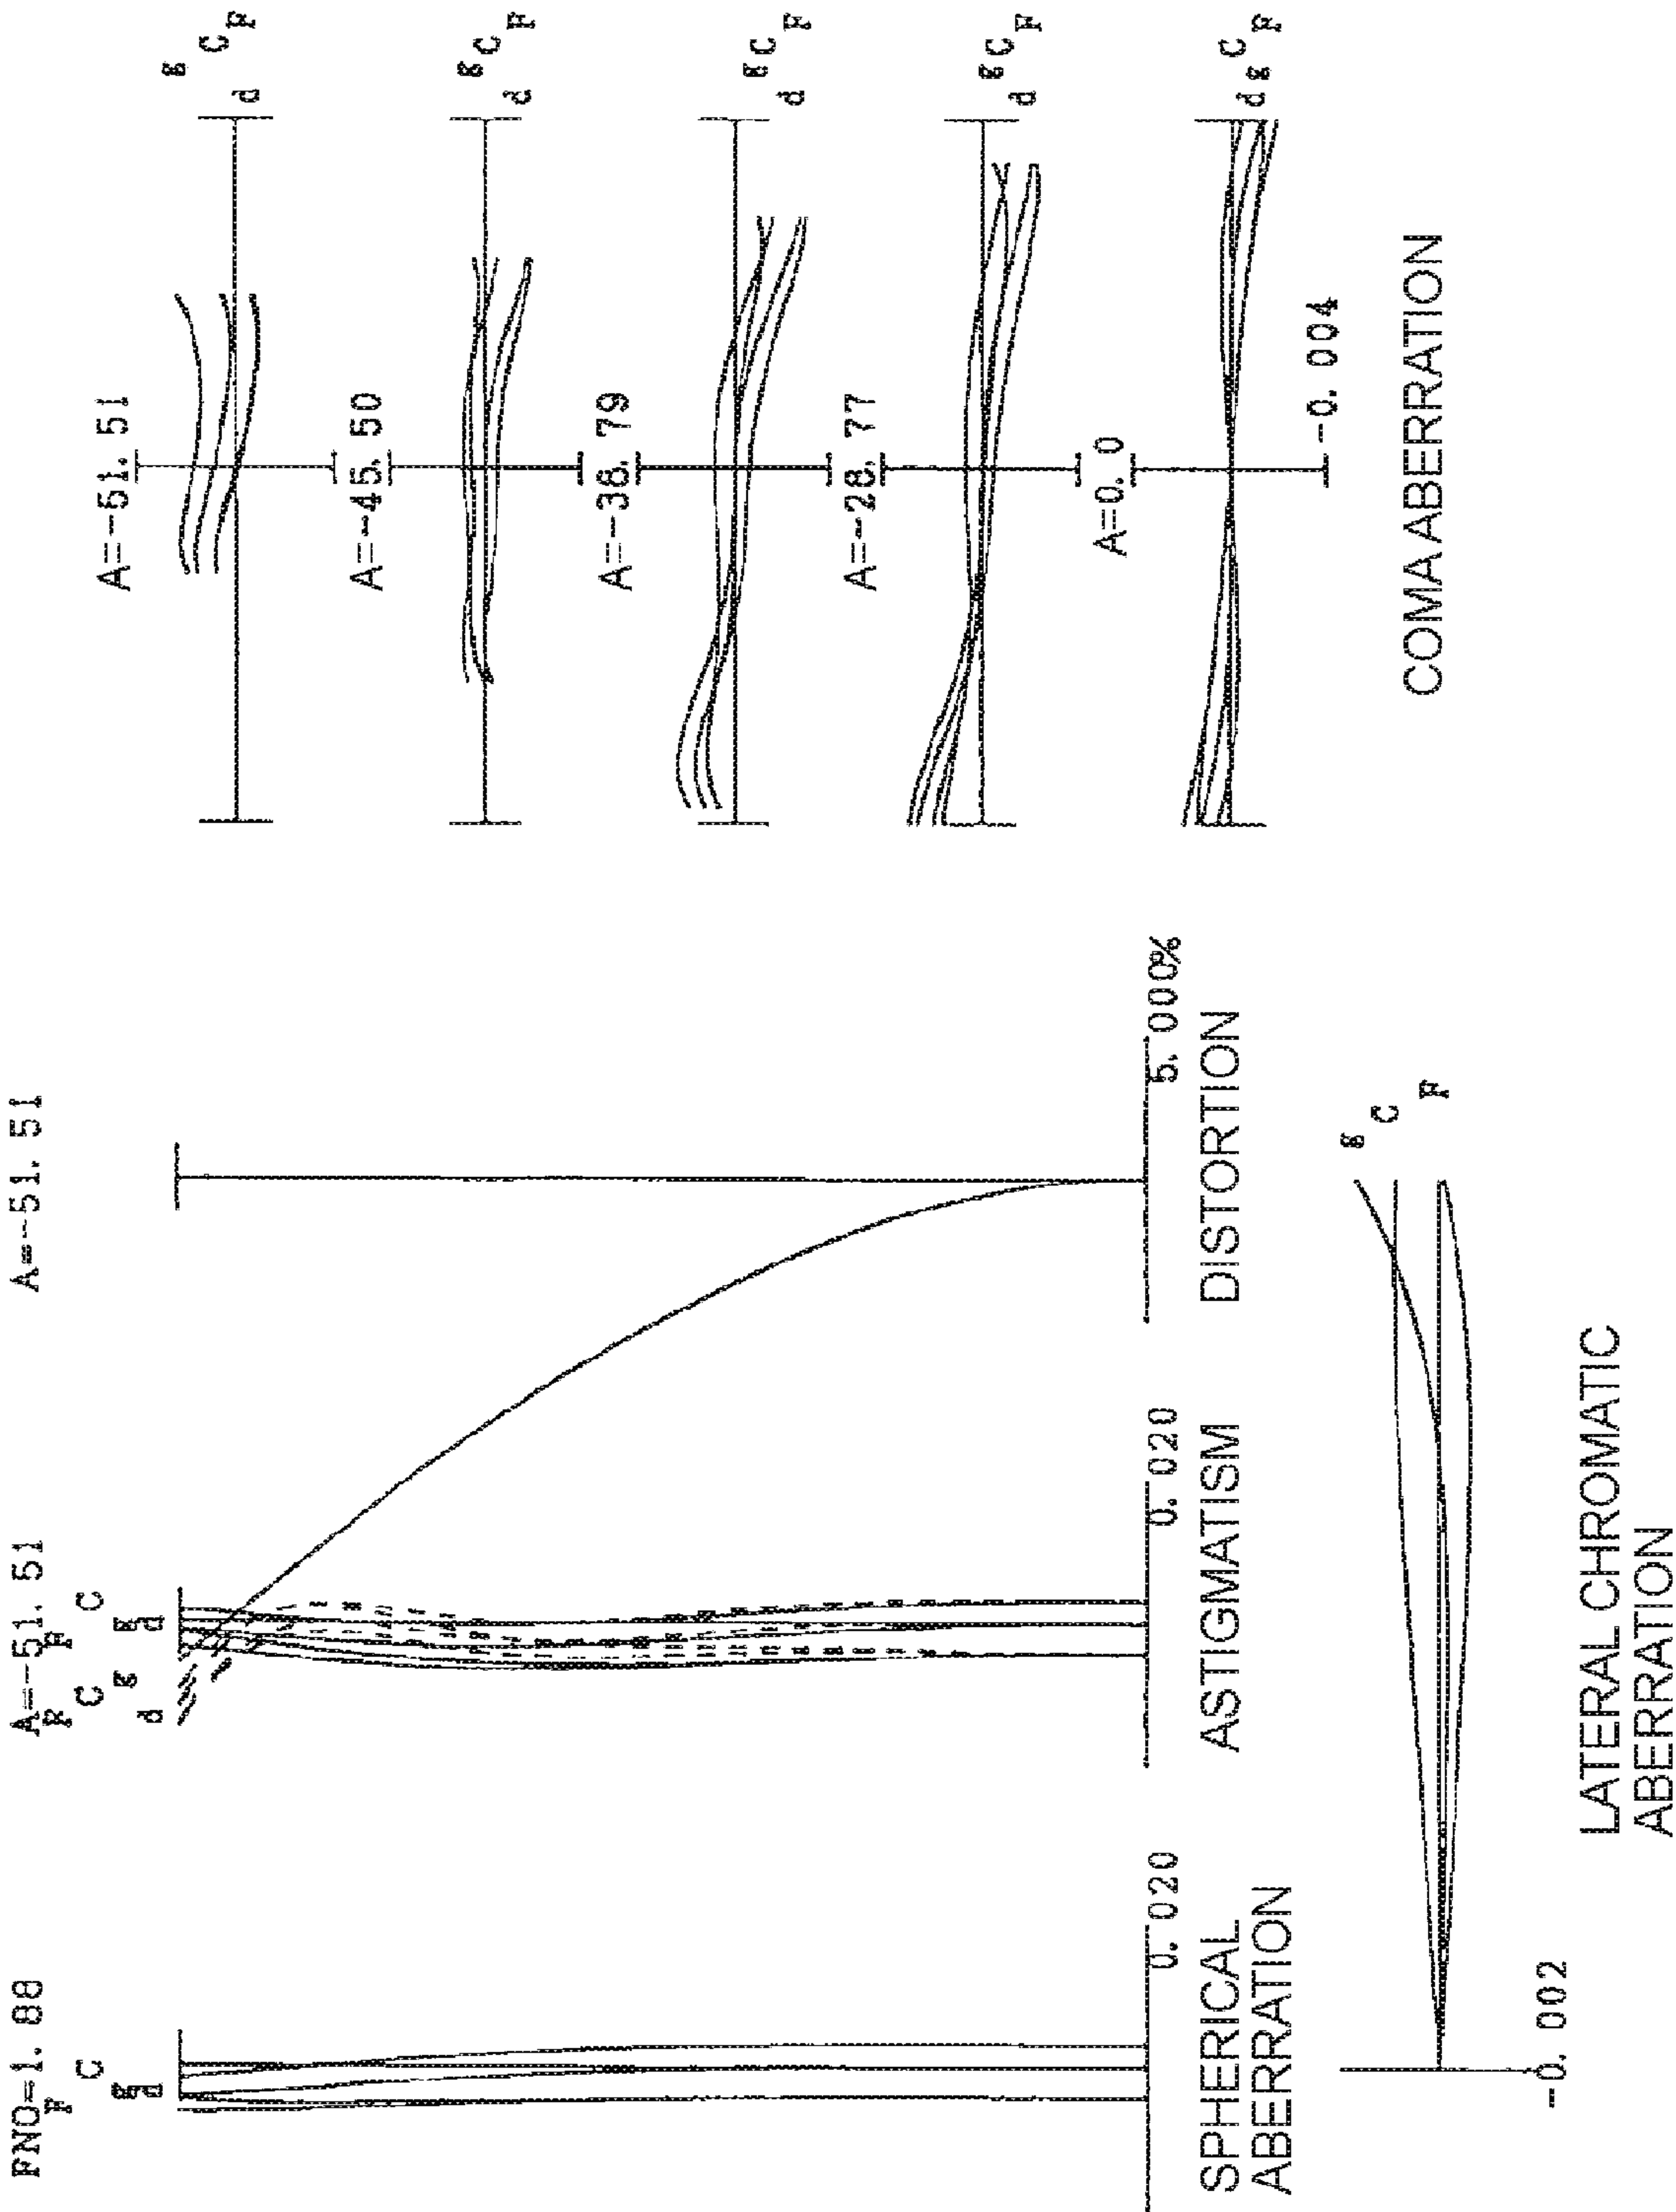 FNO=1. 88
F
C
g
d
0. 020
SPHERICAL
ABERRATION
A=-51. 51
F
F
C
C
g
g
d
d
0. 020
ASTIGMATISM
A=-51. 51
5. 000%
DISTORTION
g
C
F
-0. 002
LATERAL CHROMATIC
ABERRATION
A=-51. 51
g
C
F
d
A=-45. 50
g
C
F
d
A=-38. 79
g
C
F
d
A=-28. 77
g
C
F
d
A=0. 0
g
C
F
d
-0. 004
COMA ABERRATION